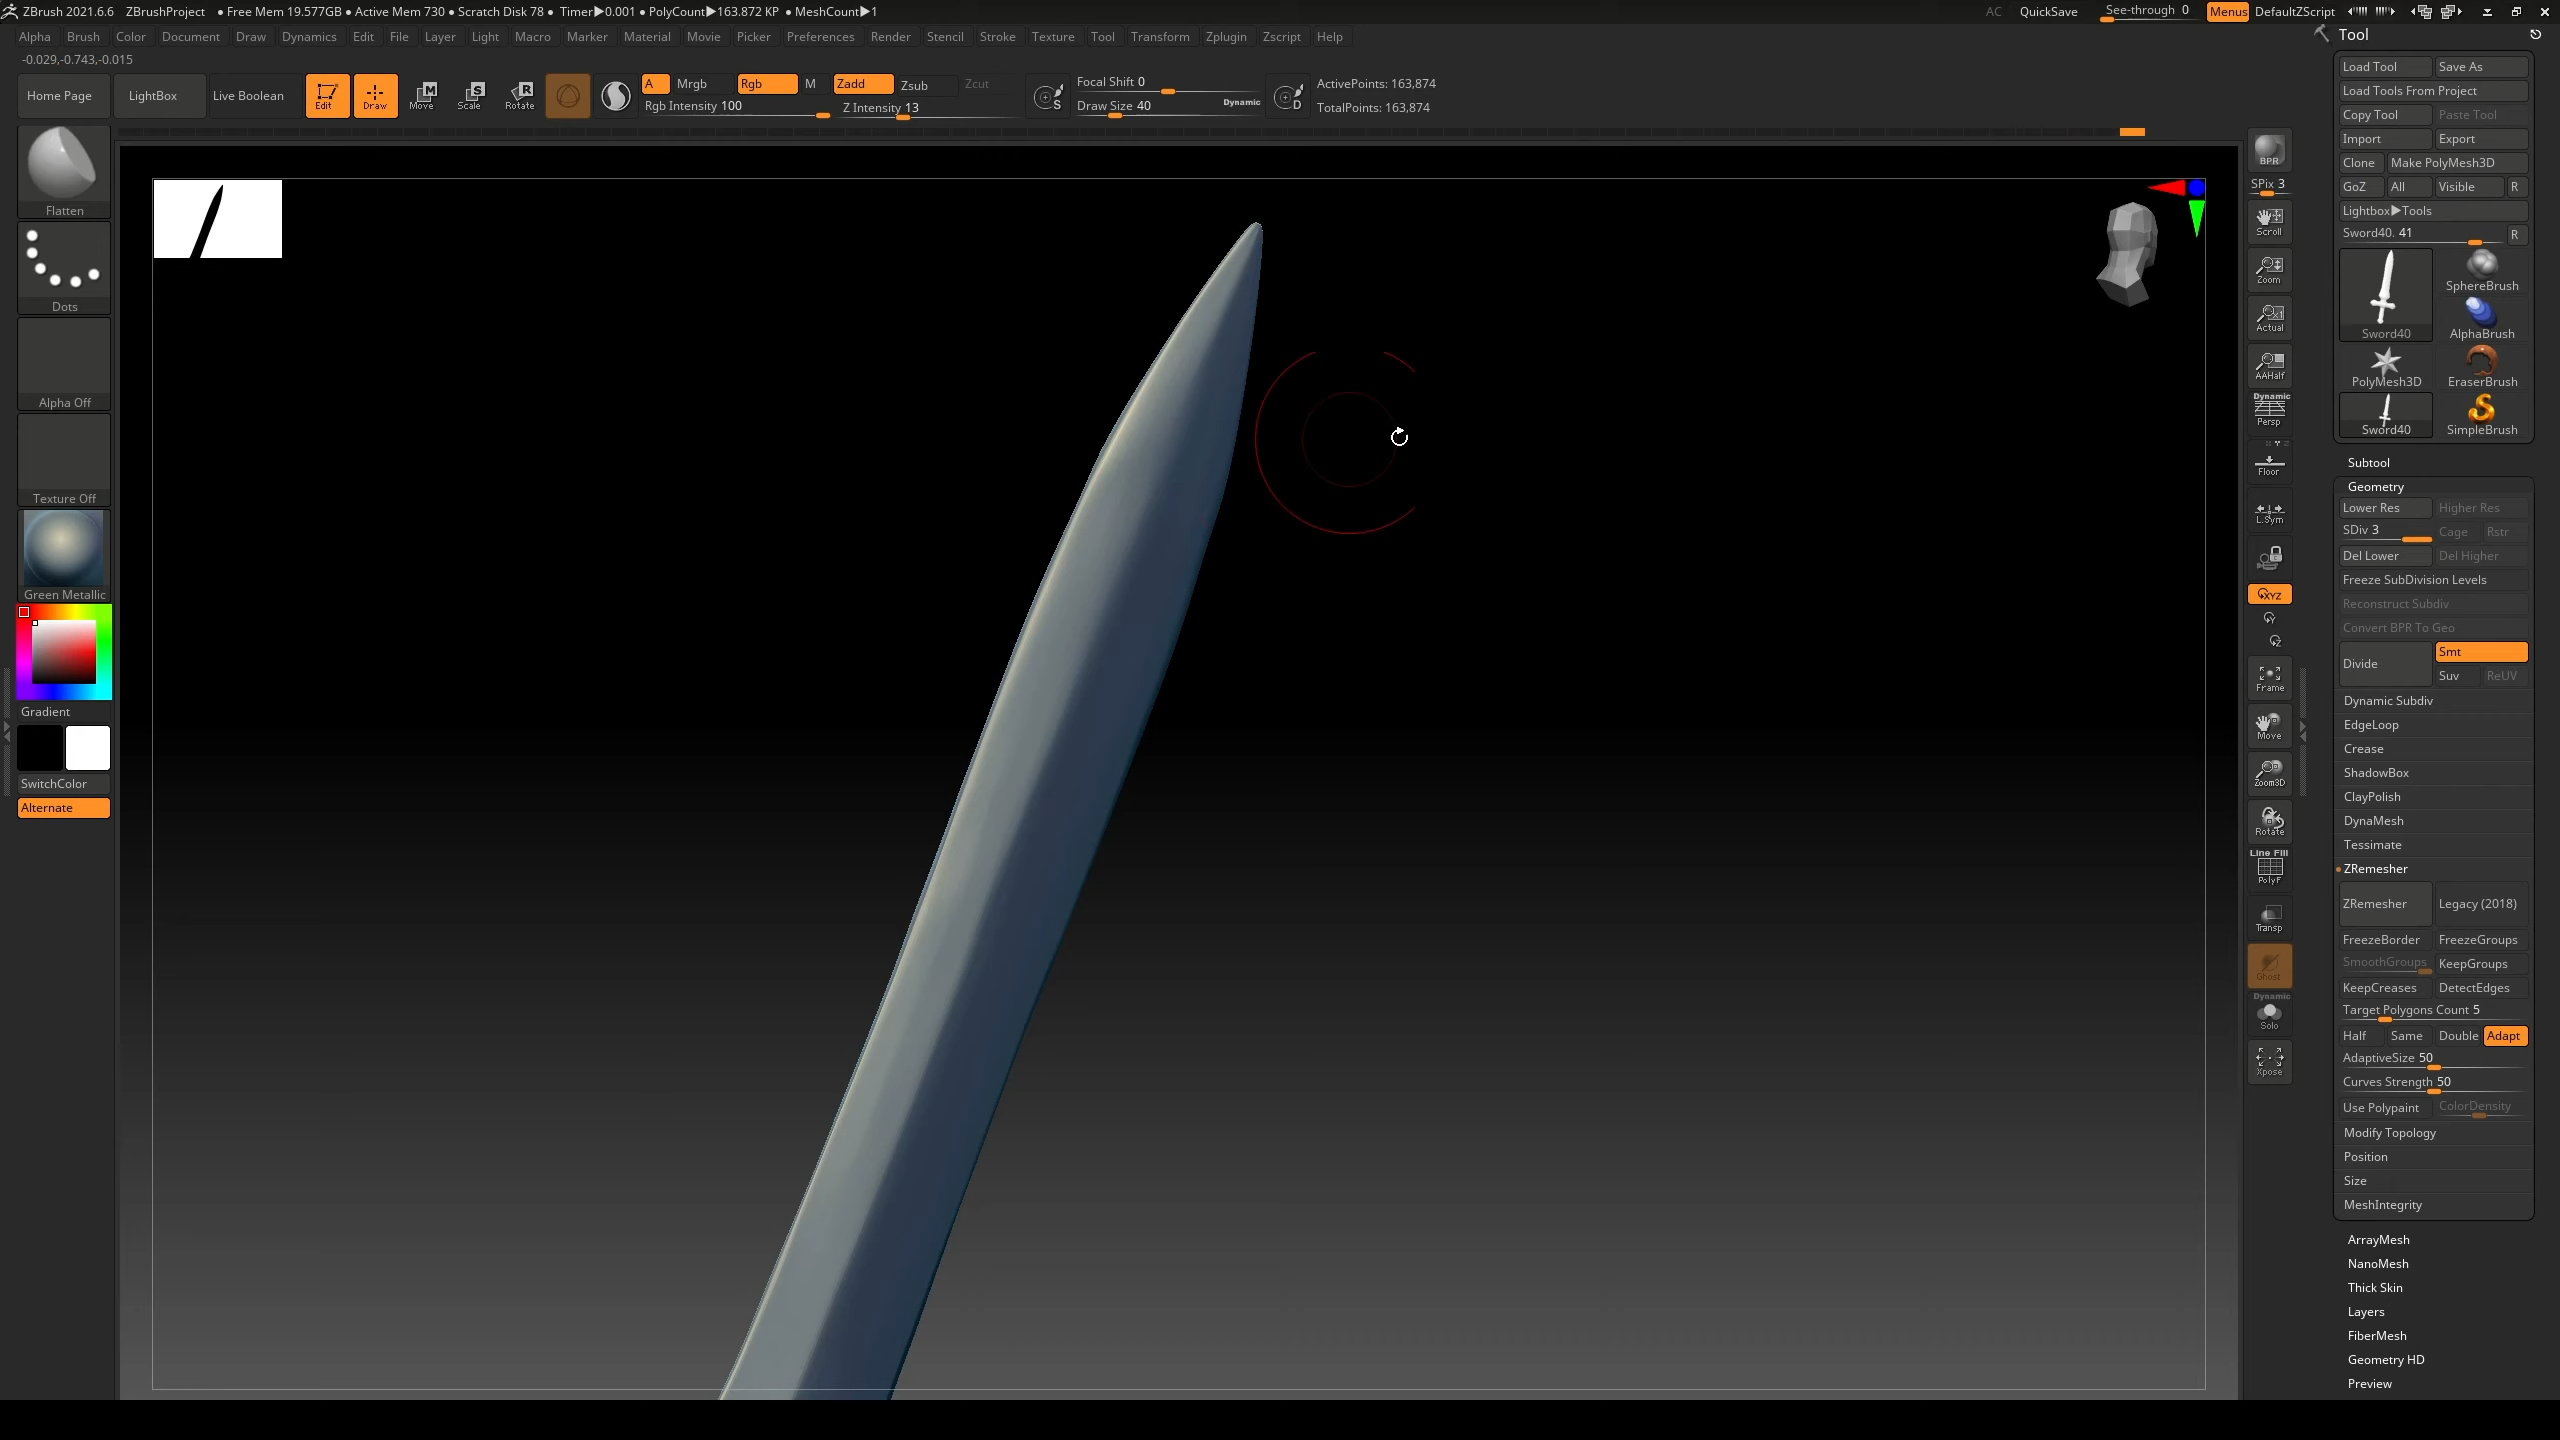 ZBrush 2021.6.6 ZBrushProject • Free Mem 19.577GB • Active Mem 730 • Scratch Disk 78 • Timer▶0.001 • PolyCount▶163.872 KP • MeshCount▶1
AC QuickSave See-through 0 Menus DefaultZScript
Alpha Brush Color Document Draw Dynamics Edit File Layer Light Macro Marker Material Movie Picker Preferences Render Stencil Stroke Texture Tool Transform Zplugin Zscript Help
-0.029,-0.743,-0.015
Home Page LightBox Live Boolean Edit Draw Move Scale Rotate
A Mrgb Rgb M Zadd Zsub Zcut
Rgb Intensity 100 Z Intensity 13
Focal Shift 0
Draw Size 40 Dynamic
ActivePoints: 163,874
TotalPoints: 163,874
Flatten
Dots
Alpha Off
Texture Off
Green Metallic
Gradient
SwitchColor
Alternate
BPR
SPix 3
Scroll
Zoom
Actual
AAHalf
Dynamic
Persp
Floor
L.Sym
XYZ
Y
Z
Frame
Move
Zoom3D
Rotate
Line Fill
PolyF
Transp
Ghost
Dynamic
Solo
Xpose
Tool
Load Tool Save As
Load Tools From Project
Copy Tool Paste Tool
Import Export
Clone Make PolyMesh3D
GoZ All Visible R
Lightbox▶Tools
Sword40. 41 R
Sword40 SphereBrush
AlphaBrush
PolyMesh3D EraserBrush
Sword40 SimpleBrush
Subtool
Geometry
Lower Res Higher Res
SDiv 3 Cage Rstr
Del Lower Del Higher
Freeze SubDivision Levels
Reconstruct Subdiv
Convert BPR To Geo
Divide Smt
Suv ReUV
Dynamic Subdiv
EdgeLoop
Crease
ShadowBox
ClayPolish
DynaMesh
Tessimate
ZRemesher
ZRemesher Legacy (2018)
FreezeBorder FreezeGroups
SmoothGroups KeepGroups
KeepCreases DetectEdges
Target Polygons Count 5
Half Same Double Adapt
AdaptiveSize 50
Curves Strength 50
Use Polypaint ColorDensity
Modify Topology
Position
Size
MeshIntegrity
ArrayMesh
NanoMesh
Thick Skin
Layers
FiberMesh
Geometry HD
Preview